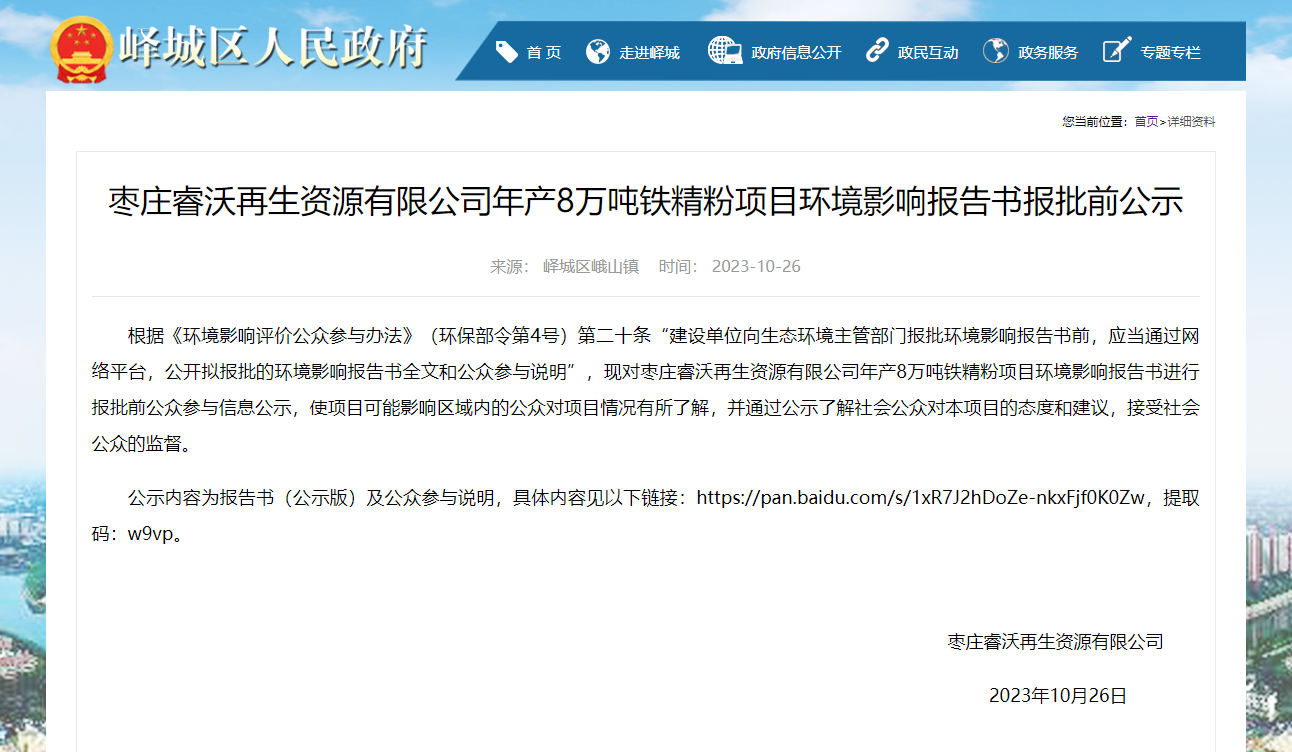 峄城区人民政府
首 页 走进峄城 政府信息公开 政民互动 政务服务 专题专栏
您当前位置：首页>详细资料
枣庄睿沃再生资源有限公司年产8万吨铁精粉项目环境影响报告书报批前公示
来源： 峄城区峨山镇 时间： 2023-10-26
根据《环境影响评价公众参与办法》（环保部令第4号）第二十条“建设单位向生态环境主管部门报批环境影响报告书前，应当通过网
络平台，公开拟报批的环境影响报告书全文和公众参与说明”，现对枣庄睿沃再生资源有限公司年产8万吨铁精粉项目环境影响报告书进行
报批前公众参与信息公示，使项目可能影响区域内的公众对项目情况有所了解，并通过公示了解社会公众对本项目的态度和建议，接受社会
公众的监督。
公示内容为报告书（公示版）及公众参与说明，具体内容见以下链接：https://pan.baidu.com/s/1xR7J2hDoZe-nkxFjf0K0Zw，提取
码：w9vp。
枣庄睿沃再生资源有限公司
2023年10月26日